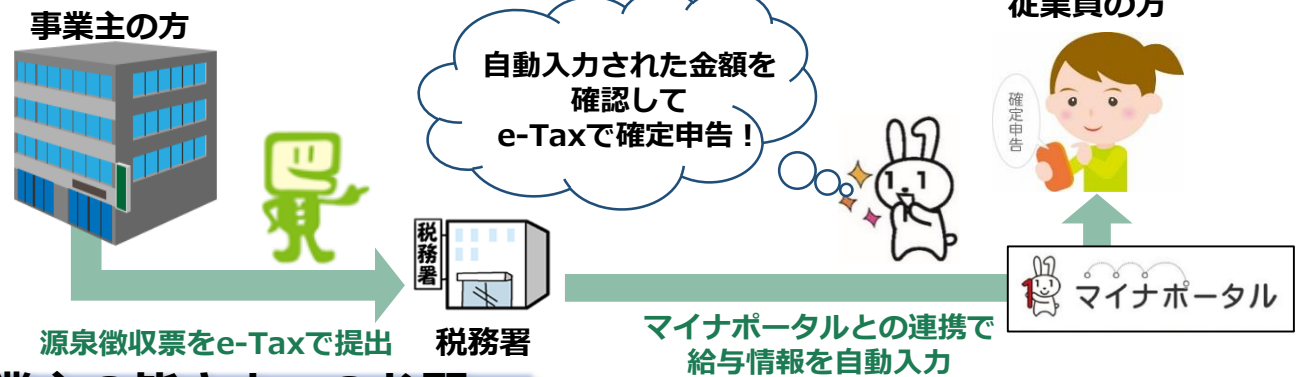 事業主の方
従業員の方
自動入力された金額を
確認して
e-Taxで確定申告！
確定申告
税務署
マイナポータル
源泉徴収票をe-Taxで提出
税務署
マイナポータルとの連携で
給与情報を自動入力